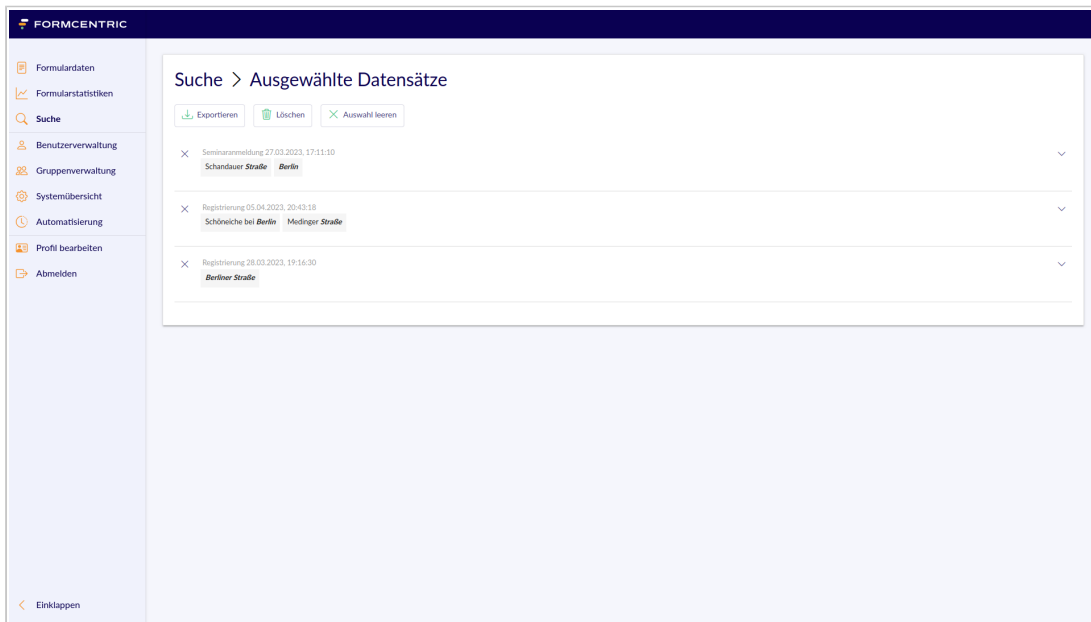 FORMCENTRIC
Formulardaten
Formularstatistiken
Suche
Benutzerverwaltung
Gruppenverwaltung
Systemübersicht
Automatisierung
Profil bearbeiten
Abmelden
Einklappen
Suche > Ausgewählte Datensätze
Exportieren Löschen Auswahl leeren
Seminaranmeldung 27.03.2023, 17:11:10
Schandauer Straße Berlin
Registrierung 05.04.2023, 20:43:18
Schöneiche bei Berlin Medinger Straße
Registrierung 28.03.2023, 19:16:30
Berliner Straße